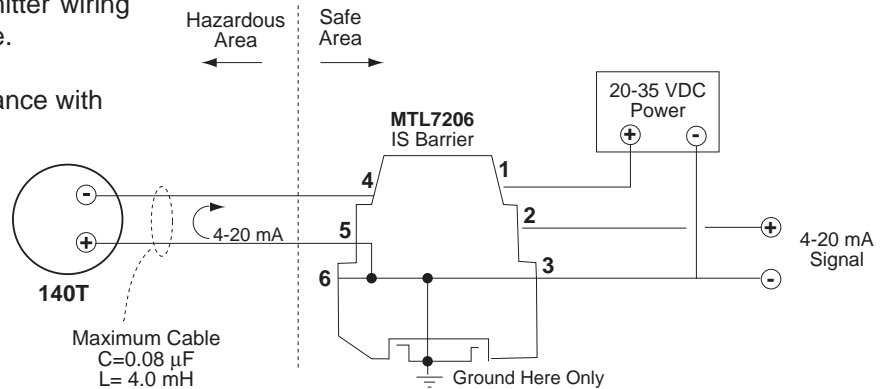 itter wiring
e.
ance with
Hazardous
Area
Safe
Area
MTL7206
IS Barrier
20-35 VDC
Power
+ -
4
1
5
2
6
3
-
+
4-20 mA
140T
+
4-20 mA
Signal
-
Maximum Cable
C=0.08 µF
L= 4.0 mH
Ground Here Only